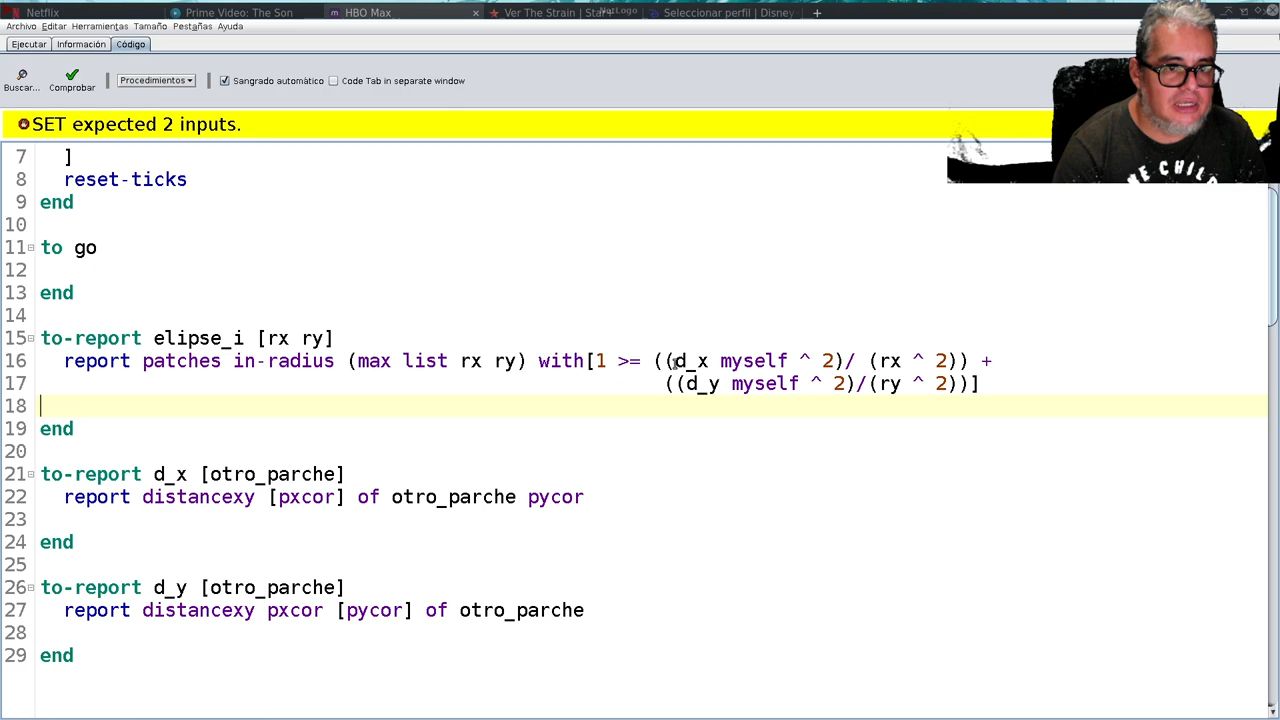 Netflix
Prime Video: The Son
HBO Max
×
Ver The Strain | Star+
NetLogo
Seleccionar perfil | Disney
+
Archivo Editar Herramientas Tamaño Pestañas Ayuda
Ejecutar Información Código
Buscar... Comprobar Procedimientos Sangrado automático Code Tab in separate window
SET expected 2 inputs.
7 ]
8 reset-ticks
9 end
10
11 to go
12
13 end
14
15 to-report elipse_i [rx ry]
16 report patches in-radius (max list rx ry) with[1 >= ((d_x myself ^ 2)/ (rx ^ 2)) +
17 ((d_y myself ^ 2)/(ry ^ 2))]
18
19 end
20
21 to-report d_x [otro_parche]
22 report distancexy [pxcor] of otro_parche pycor
23
24 end
25
26 to-report d_y [otro_parche]
27 report distancexy pxcor [pycor] of otro_parche
28
29 end